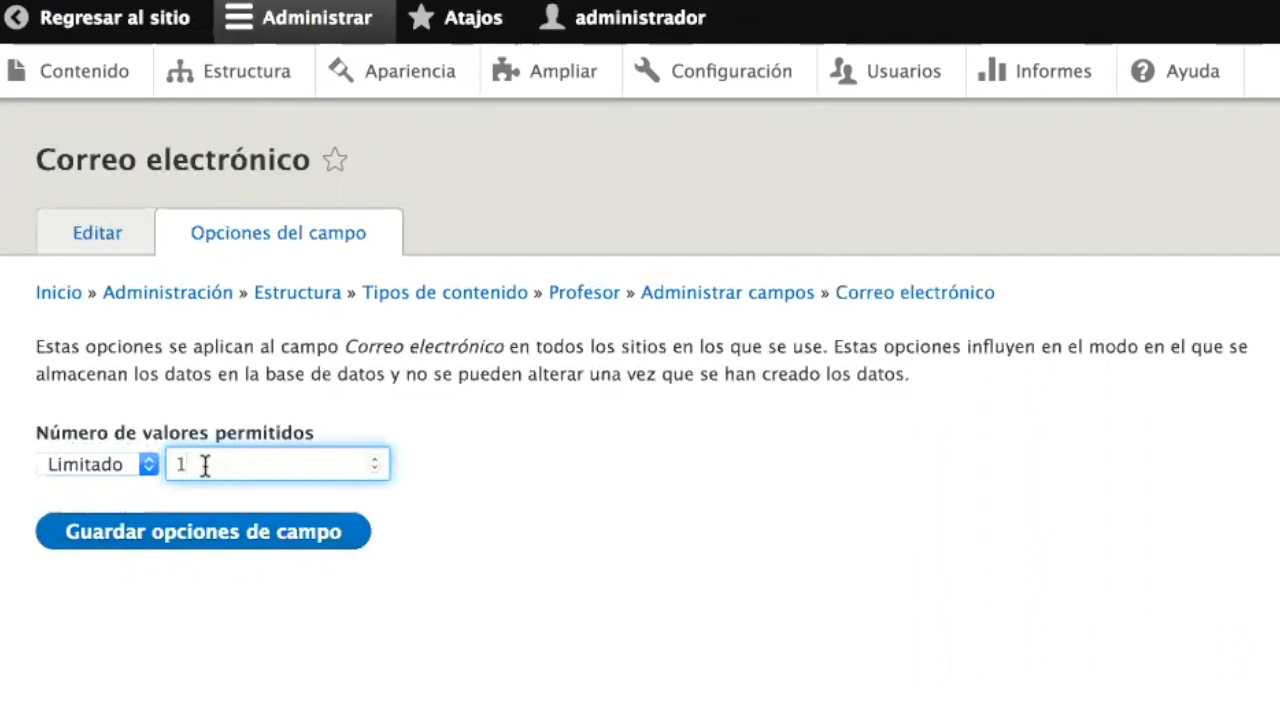 Regresar al sitio Administrar Atajos administrador
Contenido Estructura Apariencia Ampliar Configuración Usuarios Informes Ayuda
Correo electrónico
Editar Opciones del campo
Inicio » Administración » Estructura » Tipos de contenido » Profesor » Administrar campos » Correo electrónico
Estas opciones se aplican al campo Correo electrónico en todos los sitios en los que se use. Estas opciones influyen en el modo en el que se
almacenan los datos en la base de datos y no se pueden alterar una vez que se han creado los datos.
Número de valores permitidos
Limitado 1
Guardar opciones de campo